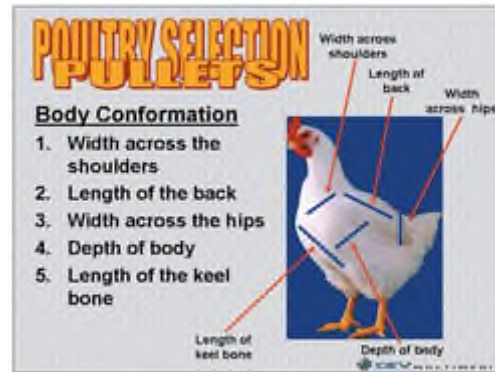 POULTRY SELECTION
PULLETS
Body Conformation
1. Width across the
shoulders
2. Length of the back
3. Width across the hips
4. Depth of body
5. Length of the keel
bone
Width across
shoulders
Length of
back
Width
across hips
Length of
keel bone
Depth of body
CEV MULTIMEDIA